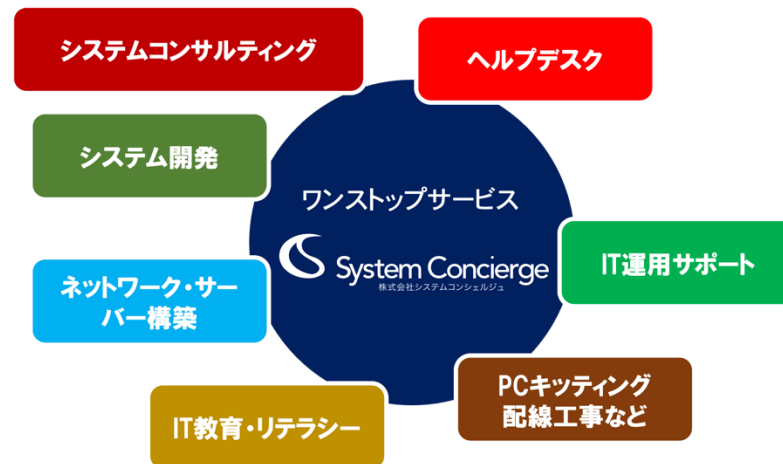 システムコンサルティング
ヘルプデスク
システム開発
ワンストップサービス
System Concierge
株式会社システムコンシェルジュ
IT運用サポート
ネットワーク・サー
バー構築
PCキッティング
配線工事など
IT教育・リテラシー